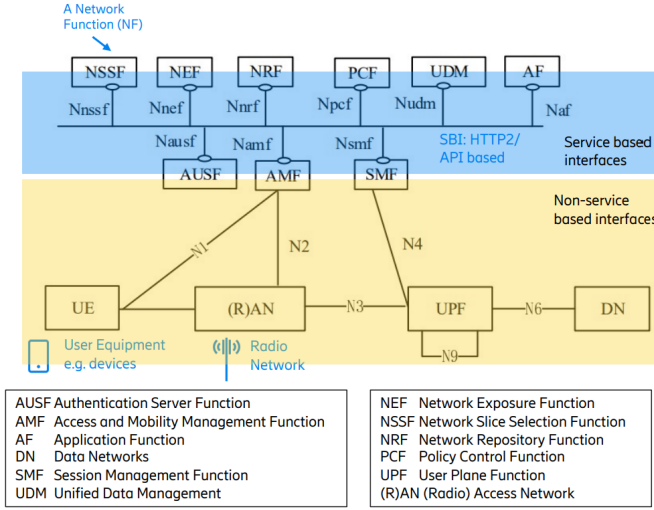 A Network
Function (NF)
NSSF NEF NRF PCF UDM AF
Nnssf Nnef Nnrf Npcf Nudm Naf
Nausf Namf Nsmf
SBI: HTTP2/
API based
Service based
interfaces
AUSF AMF SMF
Non-service
based interfaces
N1 N2 N4
UE (R)AN N3 UPF N6 DN
N9
User Equipment
e.g. devices
Radio
Network
AUSF Authentication Server Function
AMF Access and Mobility Management Function
AF Application Function
DN Data Networks
SMF Session Management Function
UDM Unified Data Management
NEF Network Exposure Function
NSSF Network Slice Selection Function
NRF Network Repository Function
PCF Policy Control Function
UPF User Plane Function
(R)AN (Radio) Access Network